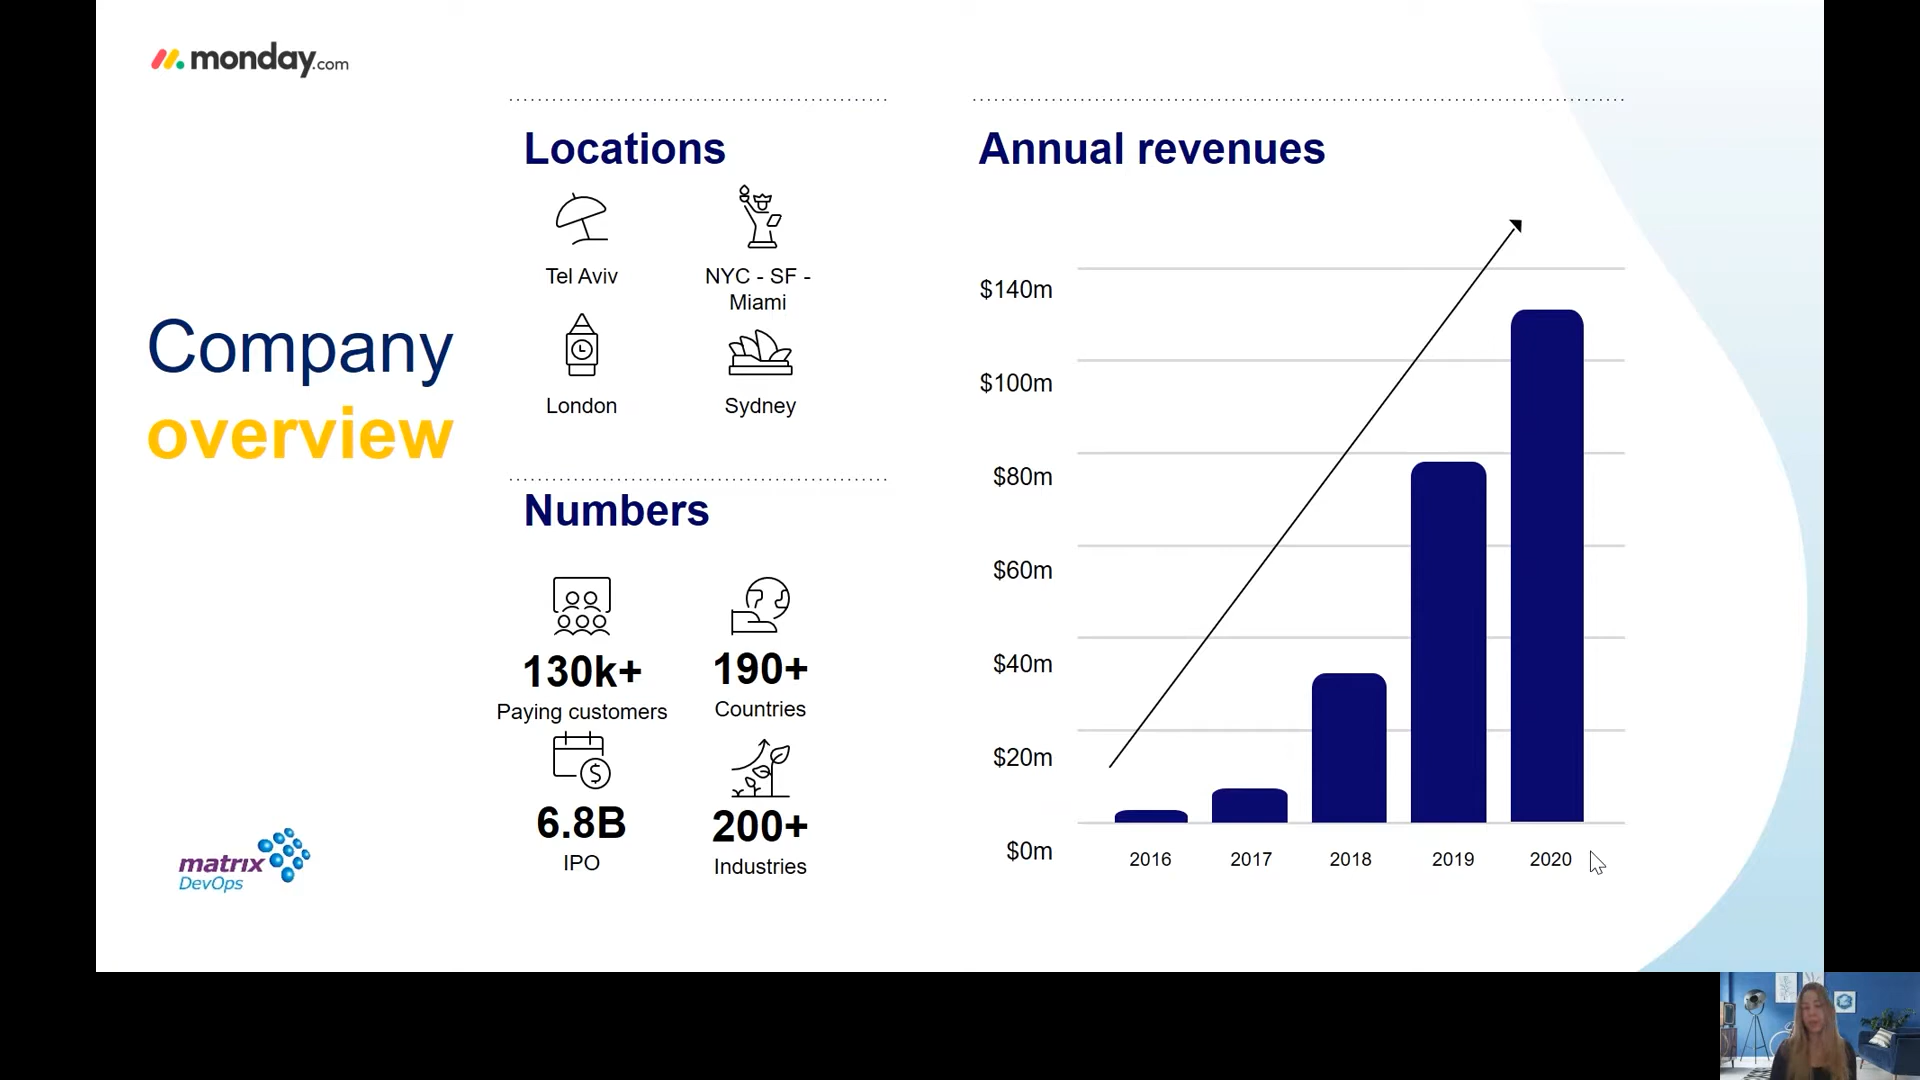 monday.com
Company
overview
matrix
DevOps
Locations
Tel Aviv
NYC - SF -
Miami
London
Sydney
Numbers
130k+
Paying customers
190+
Countries
6.8B
IPO
200+
Industries
Annual revenues
$140m
$100m
$80m
$60m
$40m
$20m
$0m
2016 2017 2018 2019 2020